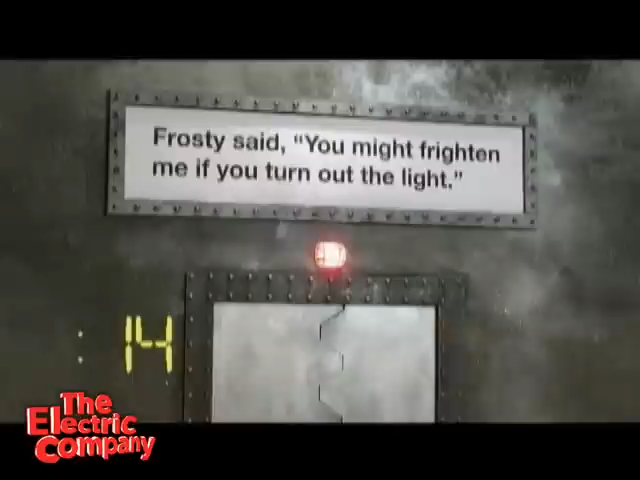 Frosty said, “You might frighten
me if you turn out the light.”
: 14
The
Electric
Company